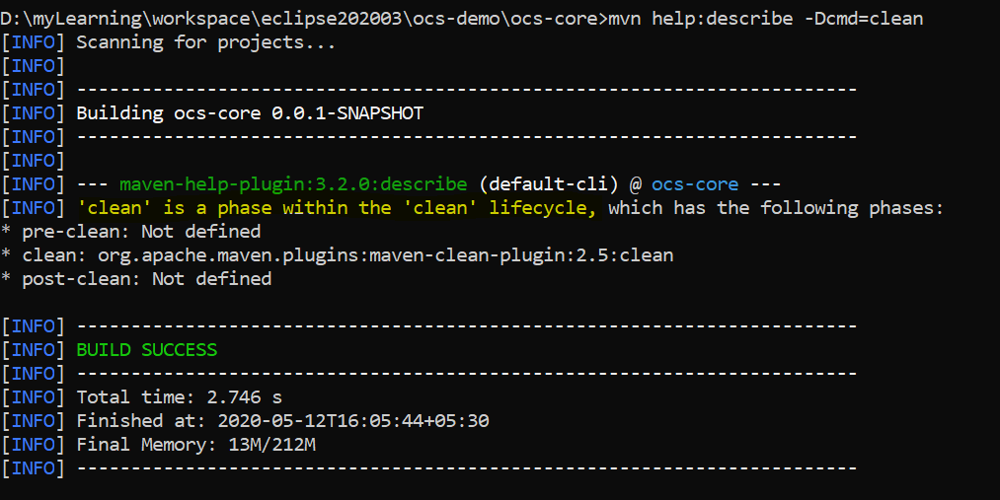 D:\myLearning\workspace\eclipse202003\ocs-demo\ocs-core>mvn help:describe -Dcmd=clean
[INFO] Scanning for projects...
[INFO]
[INFO] ------------------------------------------------------------------------
[INFO] Building ocs-core 0.0.1-SNAPSHOT
[INFO] ------------------------------------------------------------------------
[INFO]
[INFO] --- maven-help-plugin:3.2.0:describe (default-cli) @ ocs-core ---
[INFO] 'clean' is a phase within the 'clean' lifecycle, which has the following phases:
* pre-clean: Not defined
* clean: org.apache.maven.plugins:maven-clean-plugin:2.5:clean
* post-clean: Not defined
[INFO] ------------------------------------------------------------------------
[INFO] BUILD SUCCESS
[INFO] ------------------------------------------------------------------------
[INFO] Total time: 2.746 s
[INFO] Finished at: 2020-05-12T16:05:44+05:30
[INFO] Final Memory: 13M/212M
[INFO] ------------------------------------------------------------------------